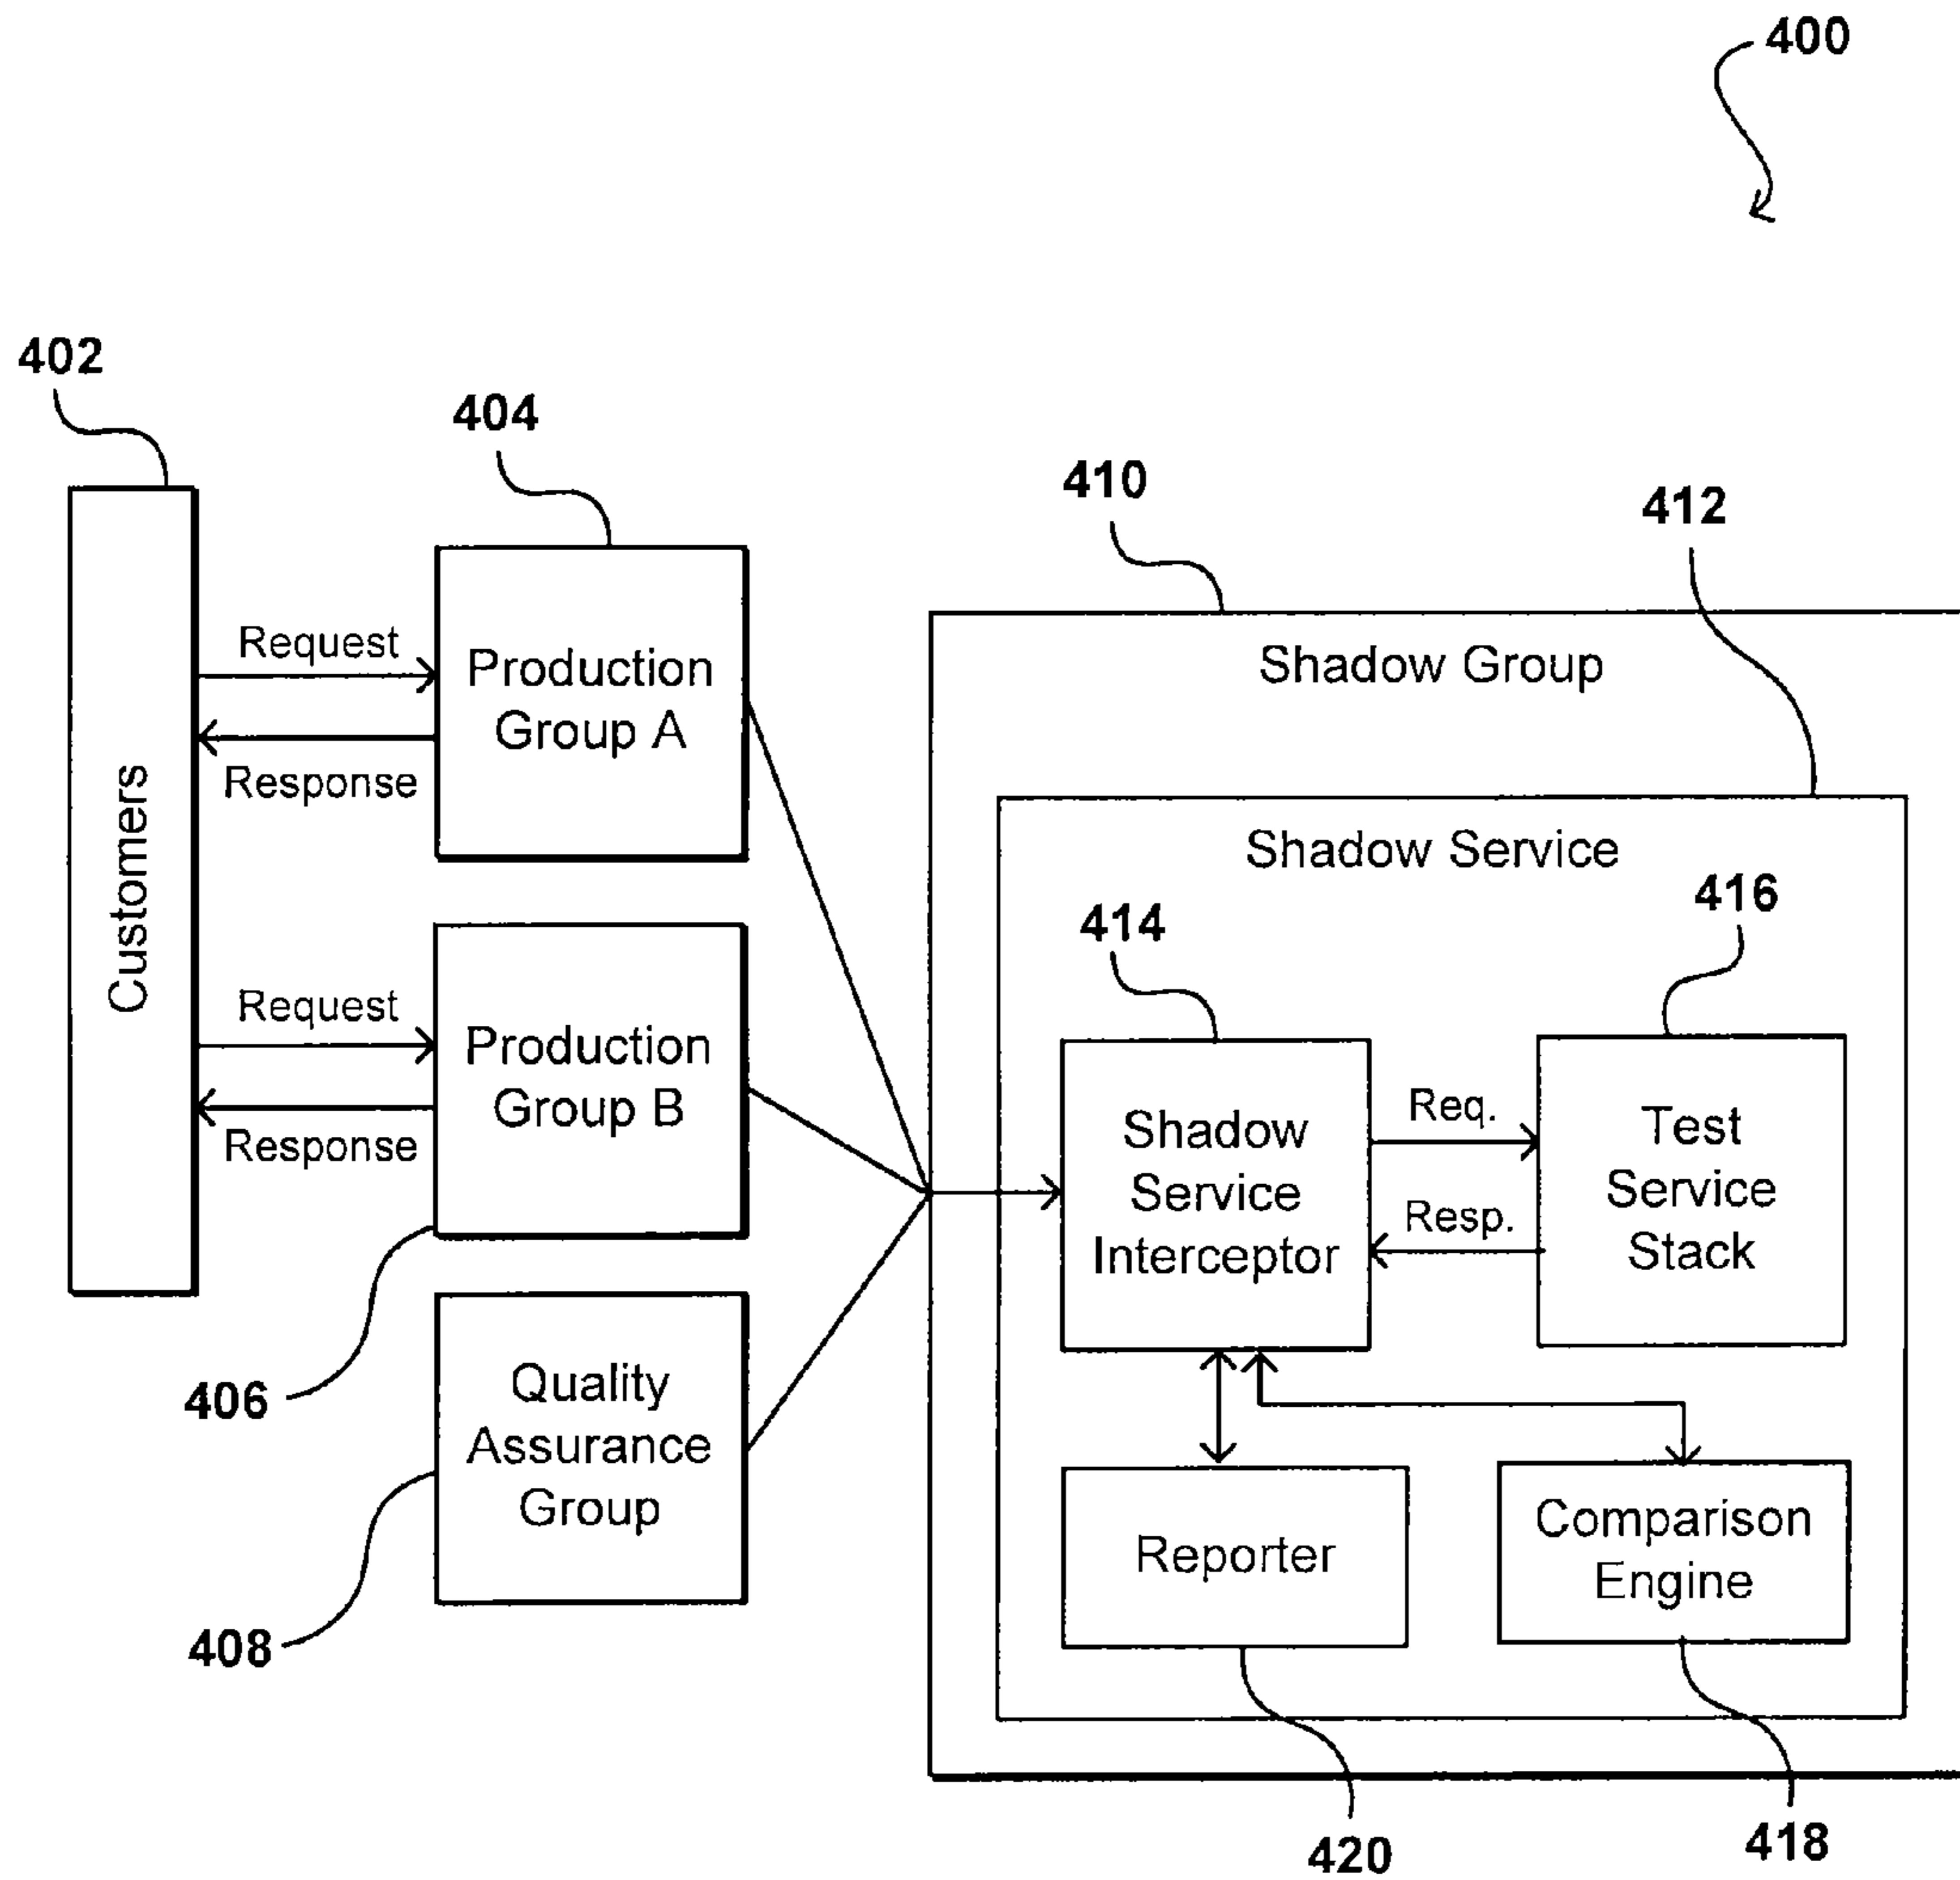 400
402
404
410
412
Request
Production
Group A
Response
Shadow Group
Customers
Shadow Service
414
416
Request
Production
Group B
Response
Shadow
Service
Interceptor
Req.
Resp.
Test
Service
Stack
406
Quality
Assurance
Group
408
Reporter
Comparison
Engine
420
418